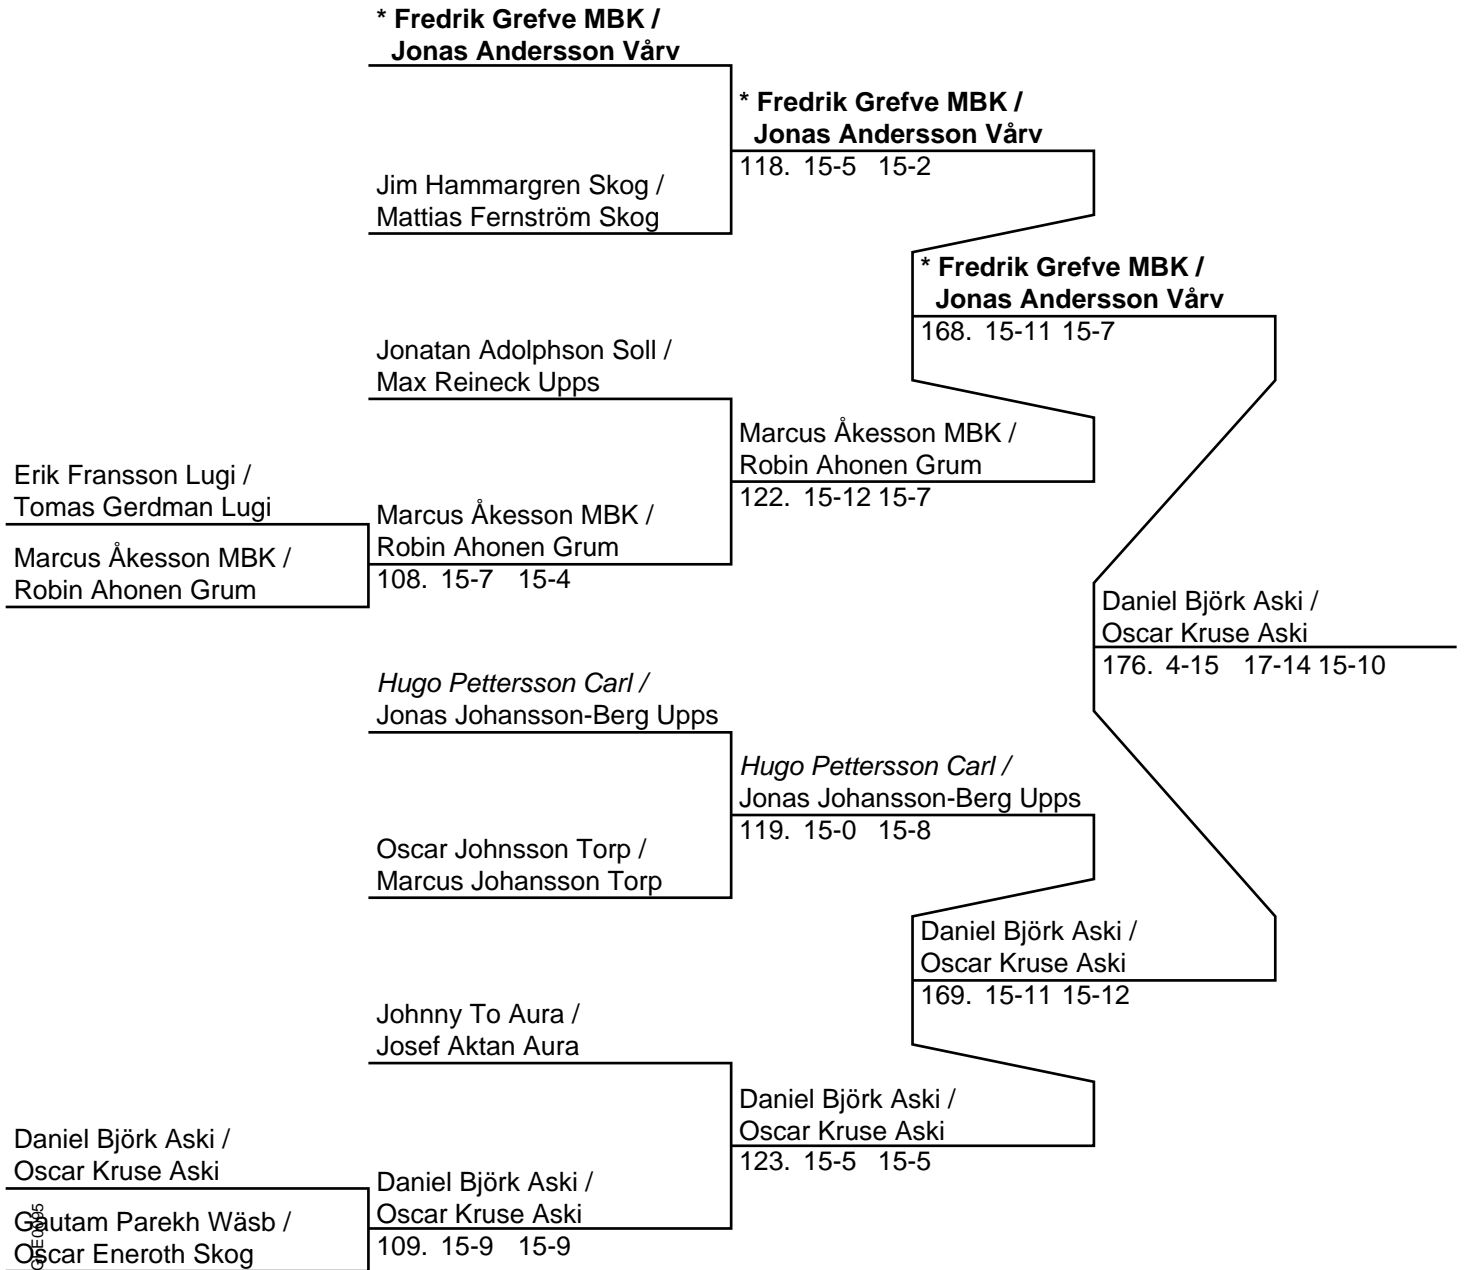 * Fredrik Grefve MBK /
Jonas Andersson Vårv
* Fredrik Grefve MBK /
Jonas Andersson Vårv
118. 15-5 15-2
Jim Hammargren Skog /
Mattias Fernström Skog
* Fredrik Grefve MBK /
Jonas Andersson Vårv
168. 15-11 15-7
Jonatan Adolphson Soll /
Max Reineck Upps
Marcus Åkesson MBK /
Robin Ahonen Grum
122. 15-12 15-7
Erik Fransson Lugi /
Tomas Gerdman Lugi
Marcus Åkesson MBK /
Robin Ahonen Grum
108. 15-7 15-4
Marcus Åkesson MBK /
Robin Ahonen Grum
Daniel Björk Aski /
Oscar Kruse Aski
176. 4-15 17-14 15-10
Hugo Pettersson Carl /
Jonas Johansson-Berg Upps
Hugo Pettersson Carl /
Jonas Johansson-Berg Upps
119. 15-0 15-8
Oscar Johnsson Torp /
Marcus Johansson Torp
Daniel Björk Aski /
Oscar Kruse Aski
169. 15-11 15-12
Johnny To Aura /
Josef Aktan Aura
Daniel Björk Aski /
Oscar Kruse Aski
123. 15-5 15-5
Daniel Björk Aski /
Oscar Kruse Aski
Daniel Björk Aski /
Oscar Kruse Aski
109. 15-9 15-9
Gautam Parekh Wäsb /
Oscar Eneroth Skog